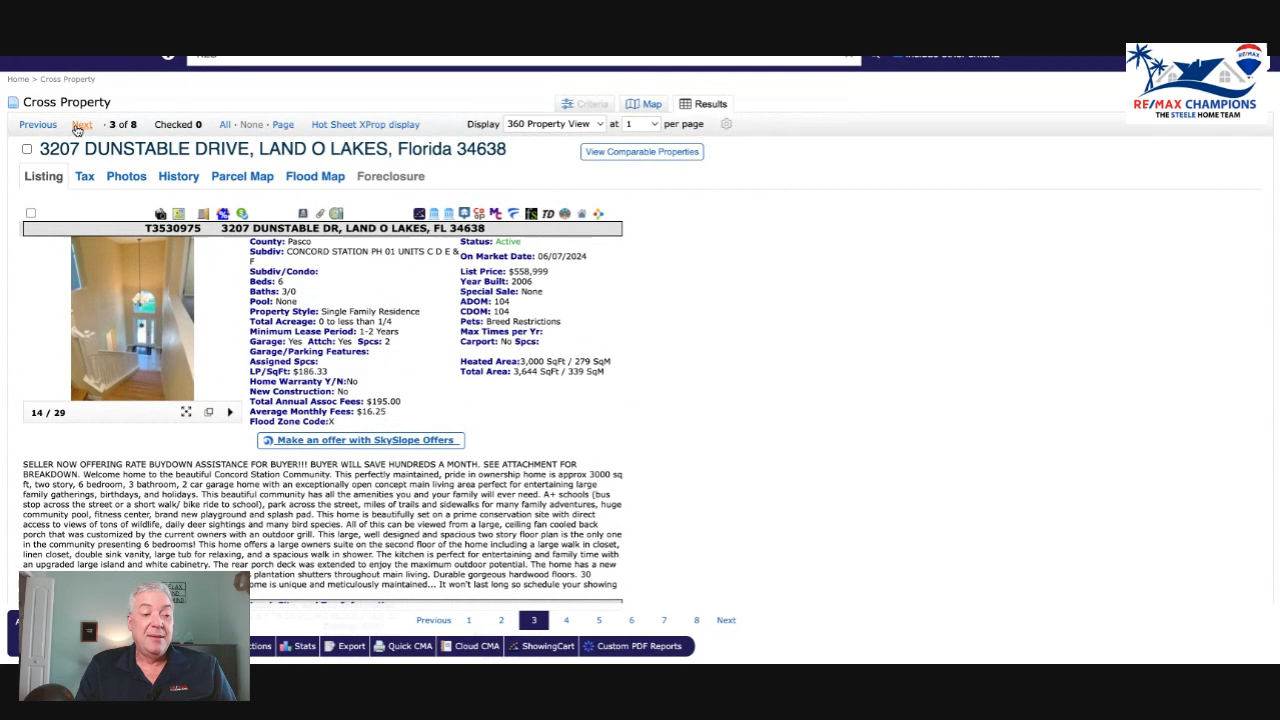 INSIDES STAR PORTAL
RE/MAX
RE/MAX CHAMPIONS
THE STEELE HOME TEAM
Home > Cross Property
Cross Property
Criteria Map Results
Previous Next · 3 of 8 Checked 0 All · None · Page Hot Sheet XProp display Display 360 Property View at 1 per page
3207 DUNSTABLE DRIVE, LAND O LAKES, Florida 34638
View Comparable Properties
Listing Tax Photos History Parcel Map Flood Map Foreclosure
T3530975 3207 DUNSTABLE DR, LAND O LAKES, FL 34638
County: Pasco
Subdiv: CONCORD STATION PH 01 UNITS C D E &
F
Subdiv/Condo:
Beds: 6
Baths: 3/0
Pool: None
Property Style: Single Family Residence
Total Acreage: 0 to less than 1/4
Minimum Lease Period: 1-2 Years
Garage: Yes Attch: Yes Spcs: 2
Garage/Parking Features:
Assigned Spcs:
LP/SqFt: $186.33
Home Warranty Y/N:No
New Construction: No
Total Annual Assoc Fees: $195.00
Average Monthly Fees: $16.25
Flood Zone Code:X
Status: Active
On Market Date: 06/07/2024
List Price: $558,999
Year Built: 2006
Special Sale: None
ADOM: 104
CDOM: 104
Pets: Breed Restrictions
Max Times per Yr:
Carport: No Spcs:
Heated Area:3,000 SqFt / 279 SqM
Total Area: 3,644 SqFt / 339 SqM
14 / 29
Make an offer with SkySlope Offers
SELLER NOW OFFERING RATE BUYDOWN ASSISTANCE FOR BUYER!!! BUYER WILL SAVE HUNDREDS A MONTH. SEE ATTACHMENT FOR
BREAKDOWN. Welcome home to the beautiful Concord Station Community. This perfectly maintained, pride in ownership home is approx 3000 sq
ft, two story, 6 bedroom, 3 bathroom, 2 car garage home with an exceptionally open concept main living area perfect for entertaining large
family gatherings, birthdays, and holidays. This beautiful community has all the amenities you and your family will ever need. A+ schools (bus
stop across the street or a short walk/ bike ride to school), park across the street, miles of trails and sidewalks for many family adventures, huge
community pool, fitness center, brand new playground and splash pad. This home is beautifully set on a prime conservation site with direct
access to views of tons of wildlife, daily deer sightings and many bird species. All of this can be viewed from a large, ceiling fan cooled back
porch that was customized by the current owners with an outdoor grill. This large, well designed and spacious two story floor plan is the only one
in the community presenting 6 bedrooms! This home offers a large owners suite on the second floor of the home including a large walk in closet,
linen closet, double sink vanity, large tub for relaxing, and a spacious walk in shower. The kitchen is perfect for entertaining and family time with
an upgraded large island and white cabinetry. The rear porch deck was extended to enjoy the maximum outdoor potential. The home has a new
plantation shutters throughout main living. Durable gorgeous hardwood floors. 30
ome is unique and meticulously maintained... It won't last long so schedule your showing
Previous 1 2 3 4 5 6 7 8 Next
ctions Stats Export Quick CMA Cloud CMA ShowingCart Custom PDF Reports